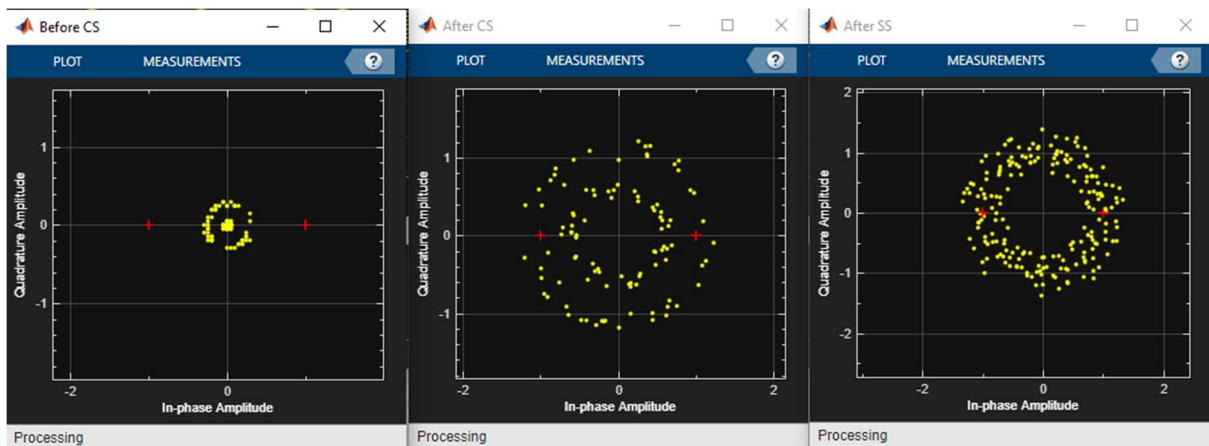 Before CS
PLOT MEASUREMENTS ?
1
0
-1
-2 0
Quadrature Amplitude
In-phase Amplitude
Processing
After CS
PLOT MEASUREMENTS ?
1
0
-1
-2 0 2
Quadrature Amplitude
In-phase Amplitude
Processing
After SS
PLOT MEASUREMENTS ?
2
1
0
-1
-2
-2 0 2
Quadrature Amplitude
In-phase Amplitude
Processing